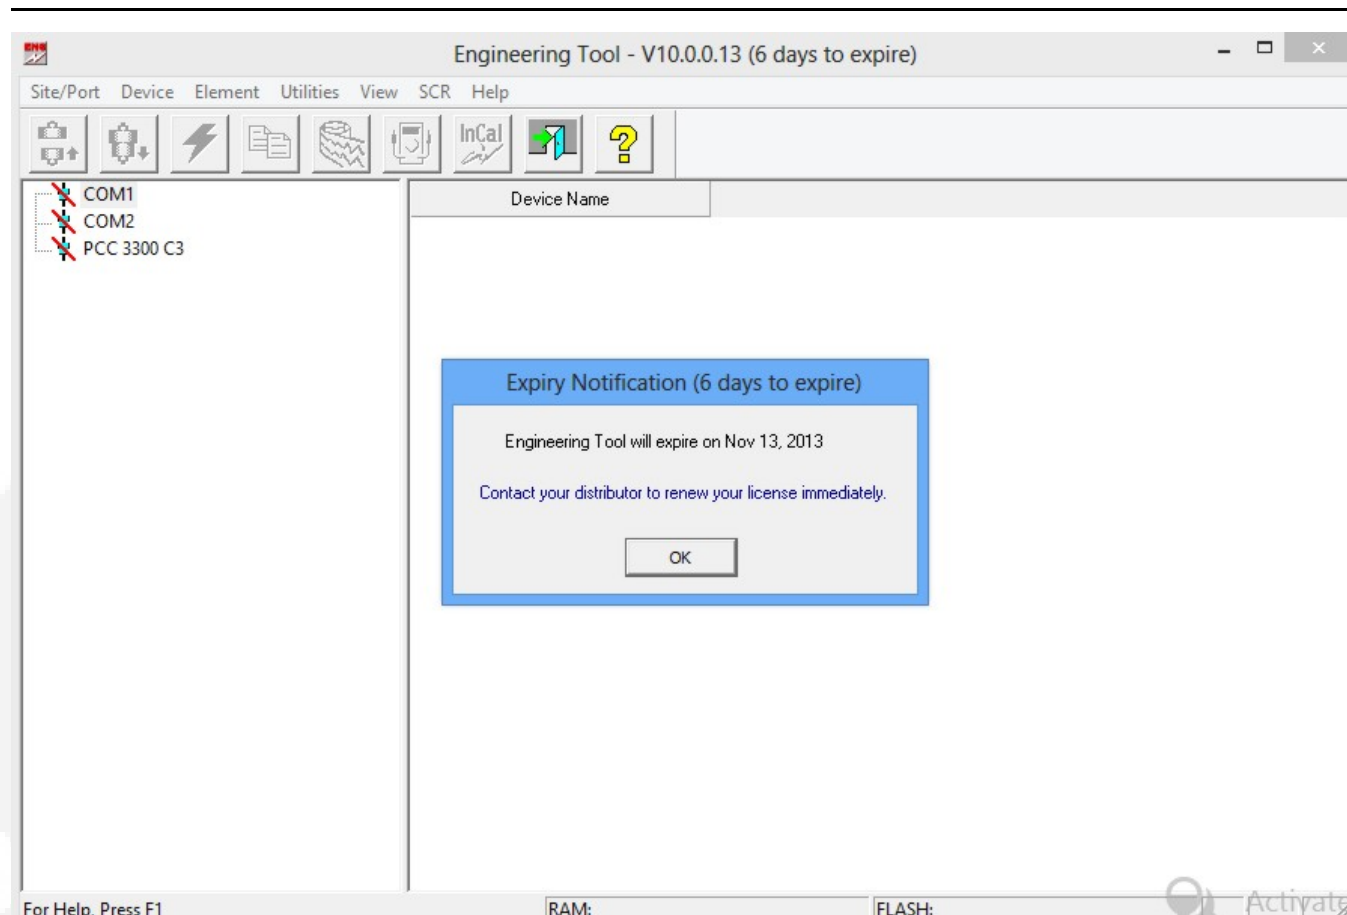 ENG
Engineering Tool - V10.0.0.13 (6 days to expire)
Site/Port Device Element Utilities View SCR Help
InCal
COM1
COM2
PCC 3300 C3
Device Name
Expiry Notification (6 days to expire)
Engineering Tool will expire on Nov 13, 2013
Contact your distributor to renew your license immediately.
OK
For Help, Press F1 RAM: FLASH:
Activate